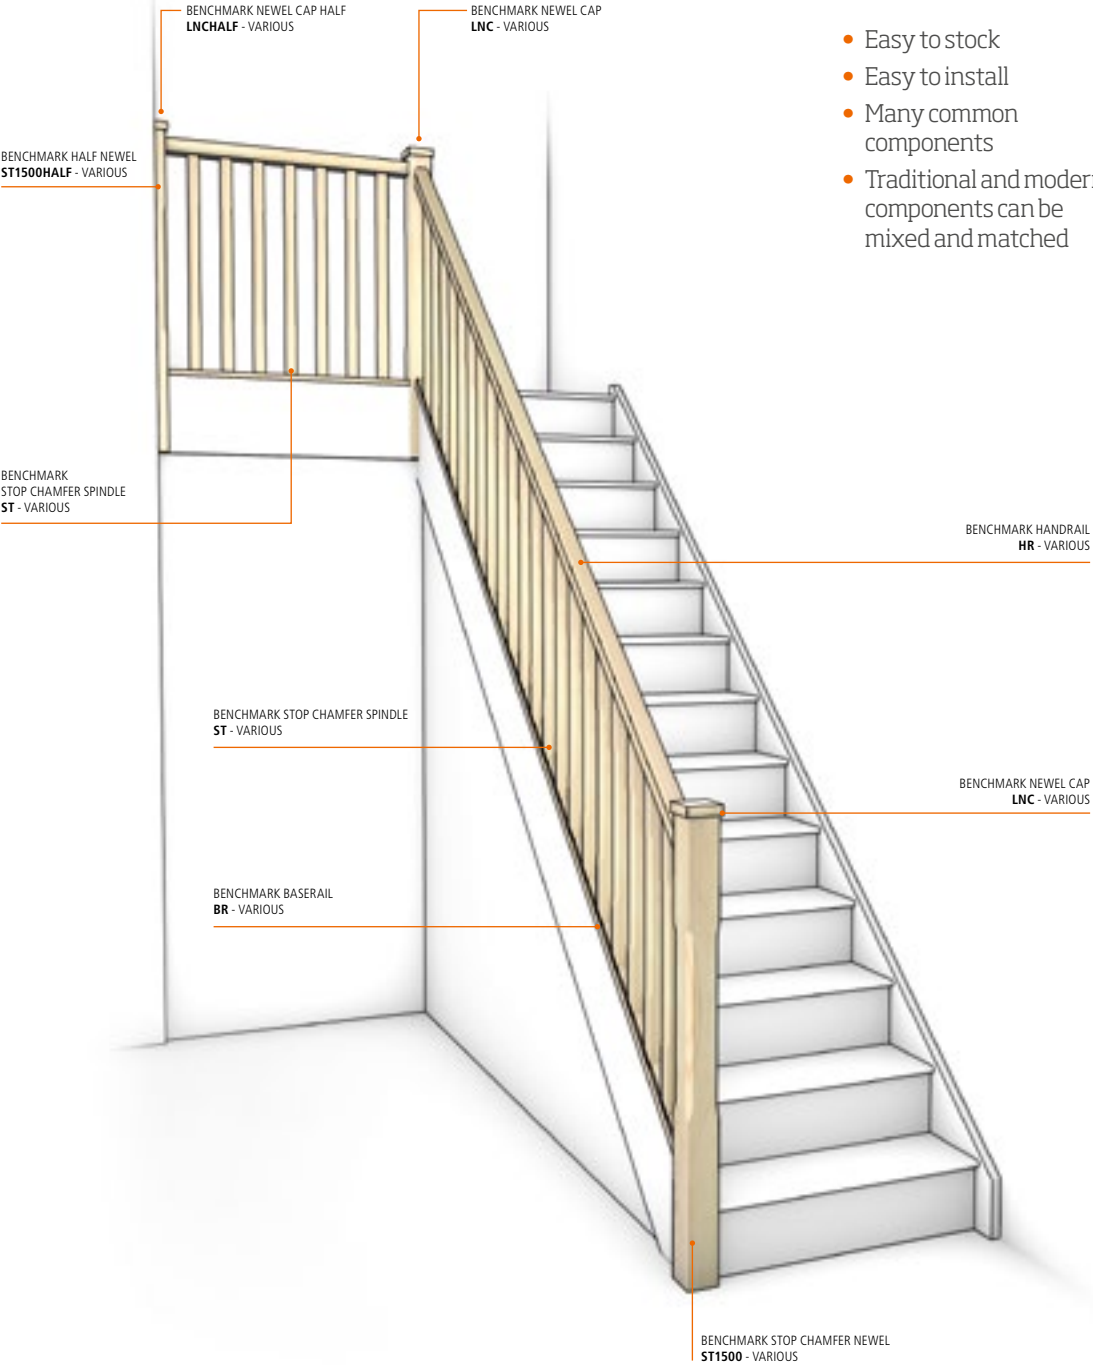 BENCHMARK NEWEL CAP HALF
LNCHALF - VARIOUS
BENCHMARK NEWEL CAP
LNC - VARIOUS
• Easy to stock
• Easy to install
• Many common
components
• Traditional and moder
components can be
mixed and matched
BENCHMARK HALF NEWEL
ST1500HALF - VARIOUS
BENCHMARK
STOP CHAMFER SPINDLE
ST - VARIOUS
BENCHMARK HANDRAIL
HR - VARIOUS
BENCHMARK STOP CHAMFER SPINDLE
ST - VARIOUS
BENCHMARK NEWEL CAP
LNC - VARIOUS
BENCHMARK BASERAIL
BR - VARIOUS
BENCHMARK STOP CHAMFER NEWEL
ST1500 - VARIOUS